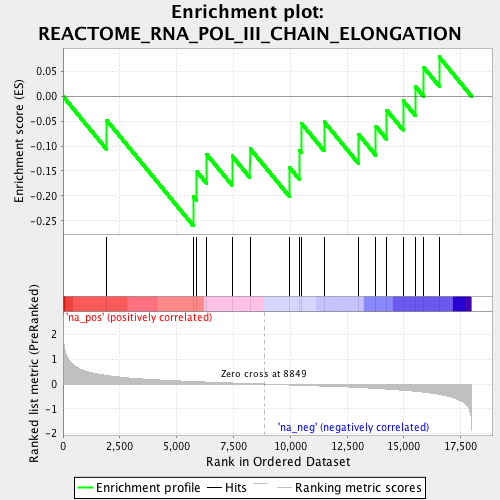 Enrichment plot:
REACTOME_RNA_POL_III_CHAIN_ELONGATION
Enrichment score (ES)
0.05
0.00
-0.05
-0.10
-0.15
-0.20
-0.25
'na_pos' (positively correlated)
Ranked list metric (PreRanked)
2
1
0
-1
-2
Zero cross at 8849
'na_neg' (negatively correlated)
0 2,500 5,000 7,500 10,000 12,500 15,000 17,500
Rank in Ordered Dataset
Enrichment profile Hits Ranking metric scores